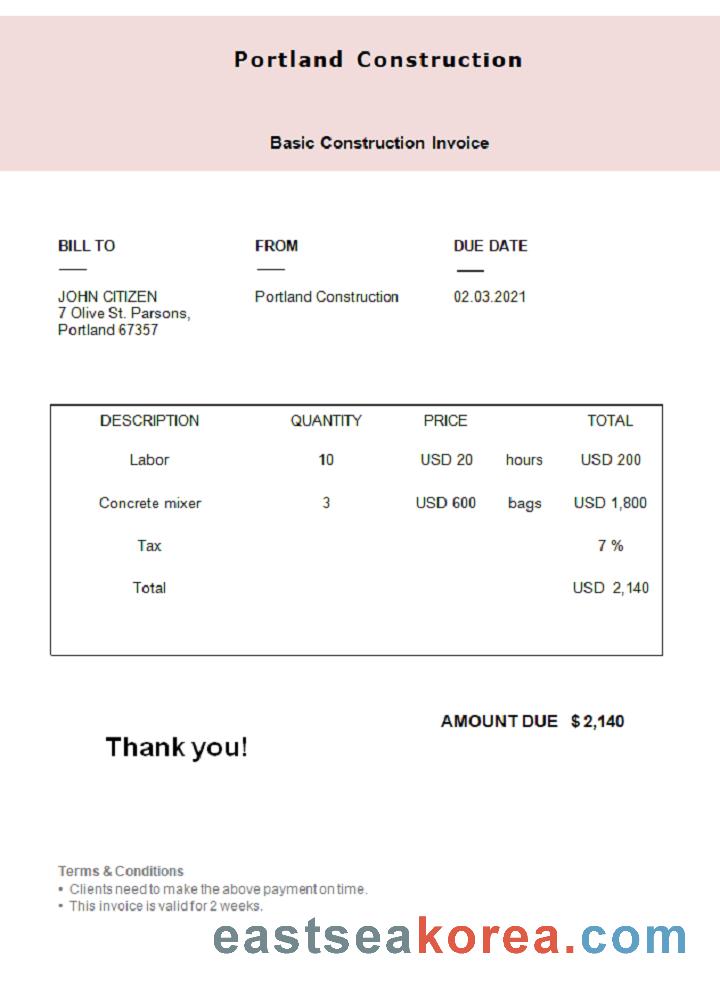 Portland Construction
Basic Construction Invoice
BILL TO FROM DUE DATE
JOHN CITIZEN Portland Construction 02.03.2021
7 Olive St. Parsons,
Portland 67357
DESCRIPTION QUANTITY PRICE TOTAL
Labor 10 USD 20 hours USD 200
Concrete mixer 3 USD 600 bags USD 1,800
Tax 7 %
Total USD 2,140
AMOUNT DUE $ 2,140
Thank you!
Terms & Conditions
• Clients need to make the above payment on time.
• This invoice is valid for 2 weeks.
eastseakorea.com